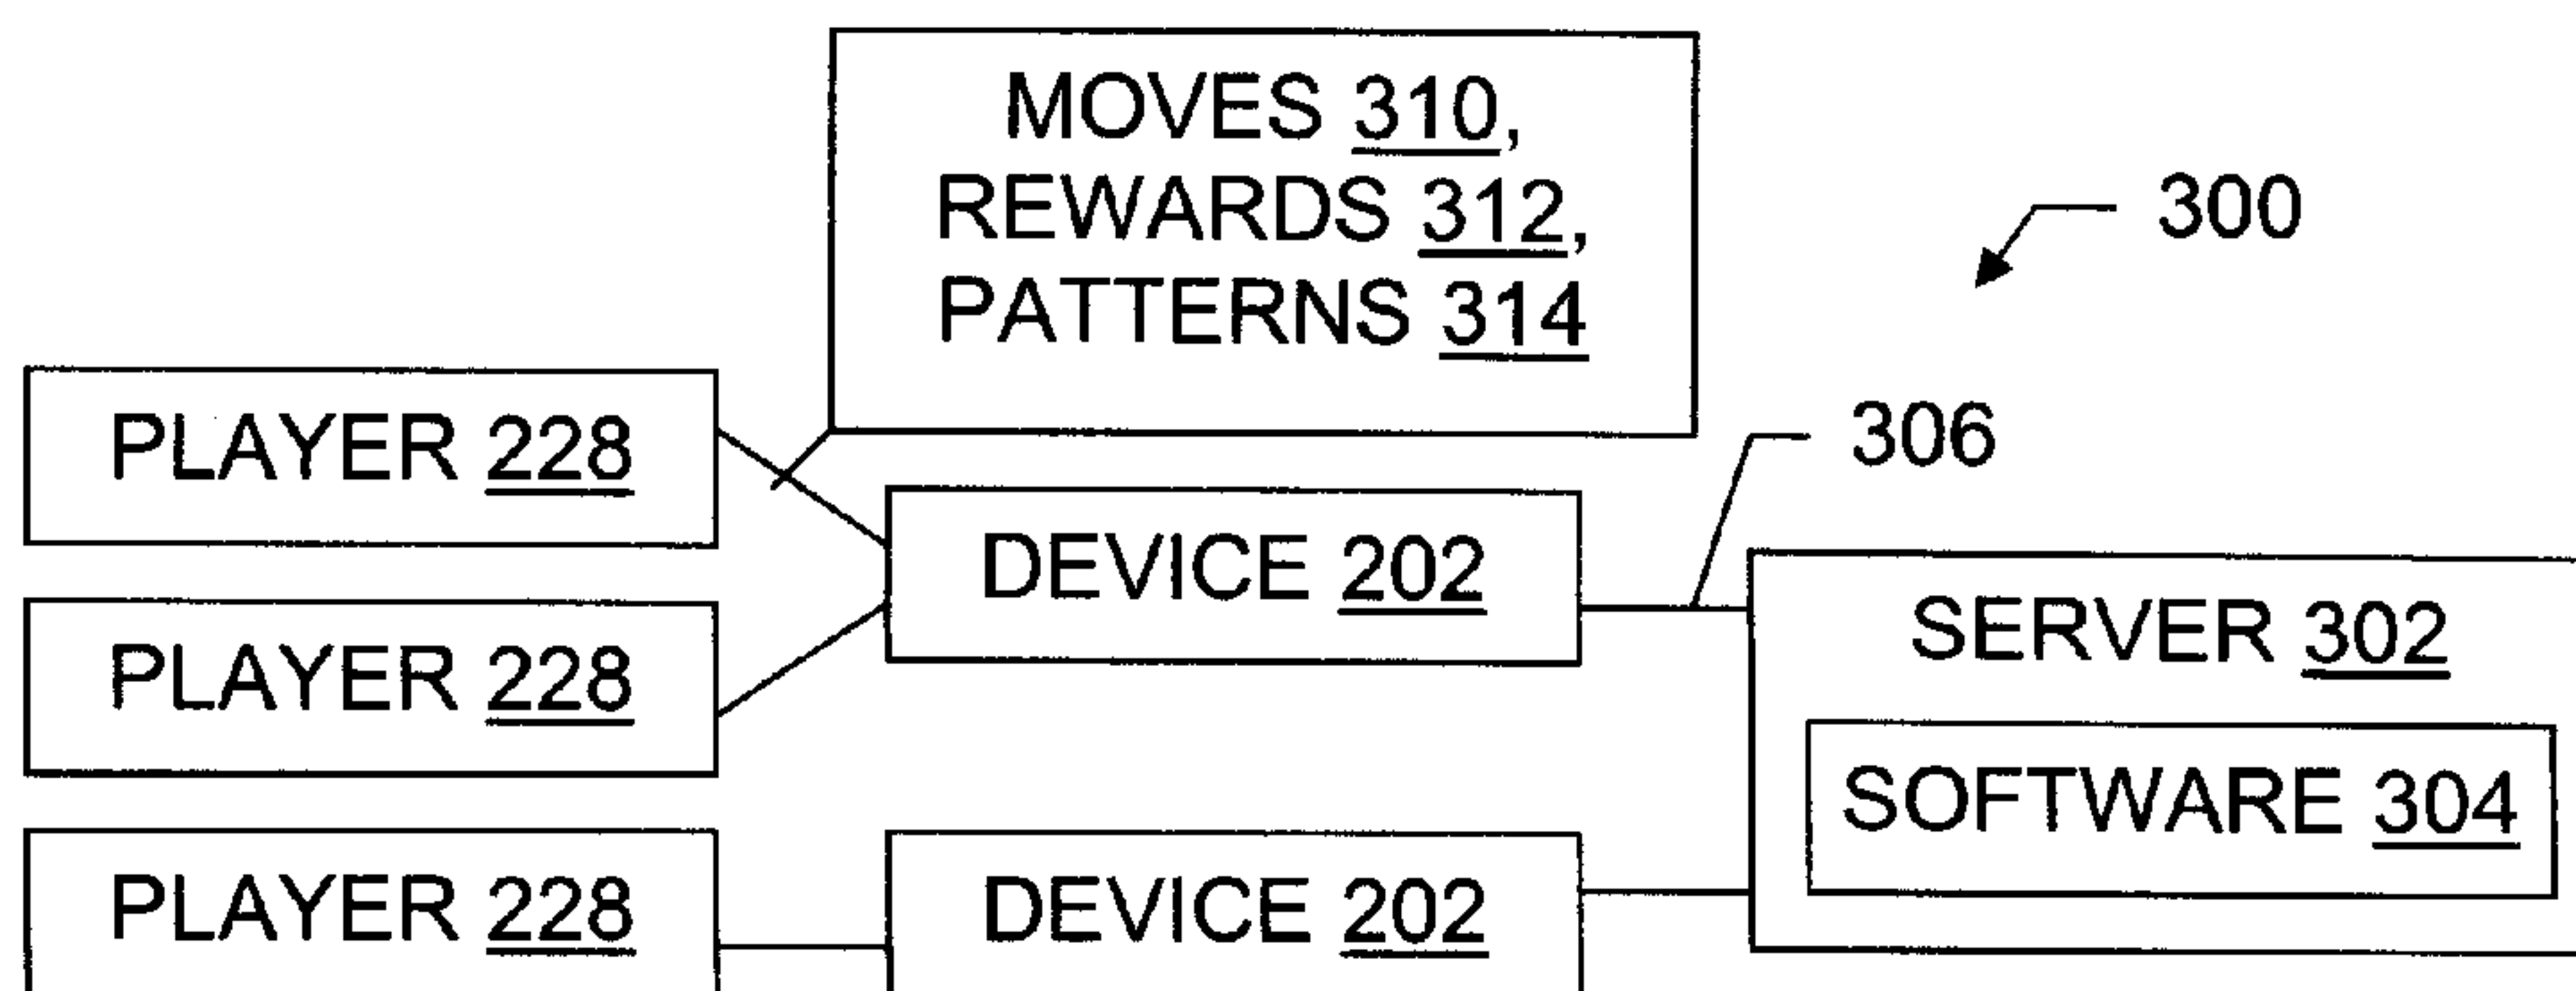 MOVES 310,
REWARDS 312,
PATTERNS 314
300
PLAYER 228
306
DEVICE 202
PLAYER 228
SERVER 302
SOFTWARE 304
PLAYER 228
DEVICE 202